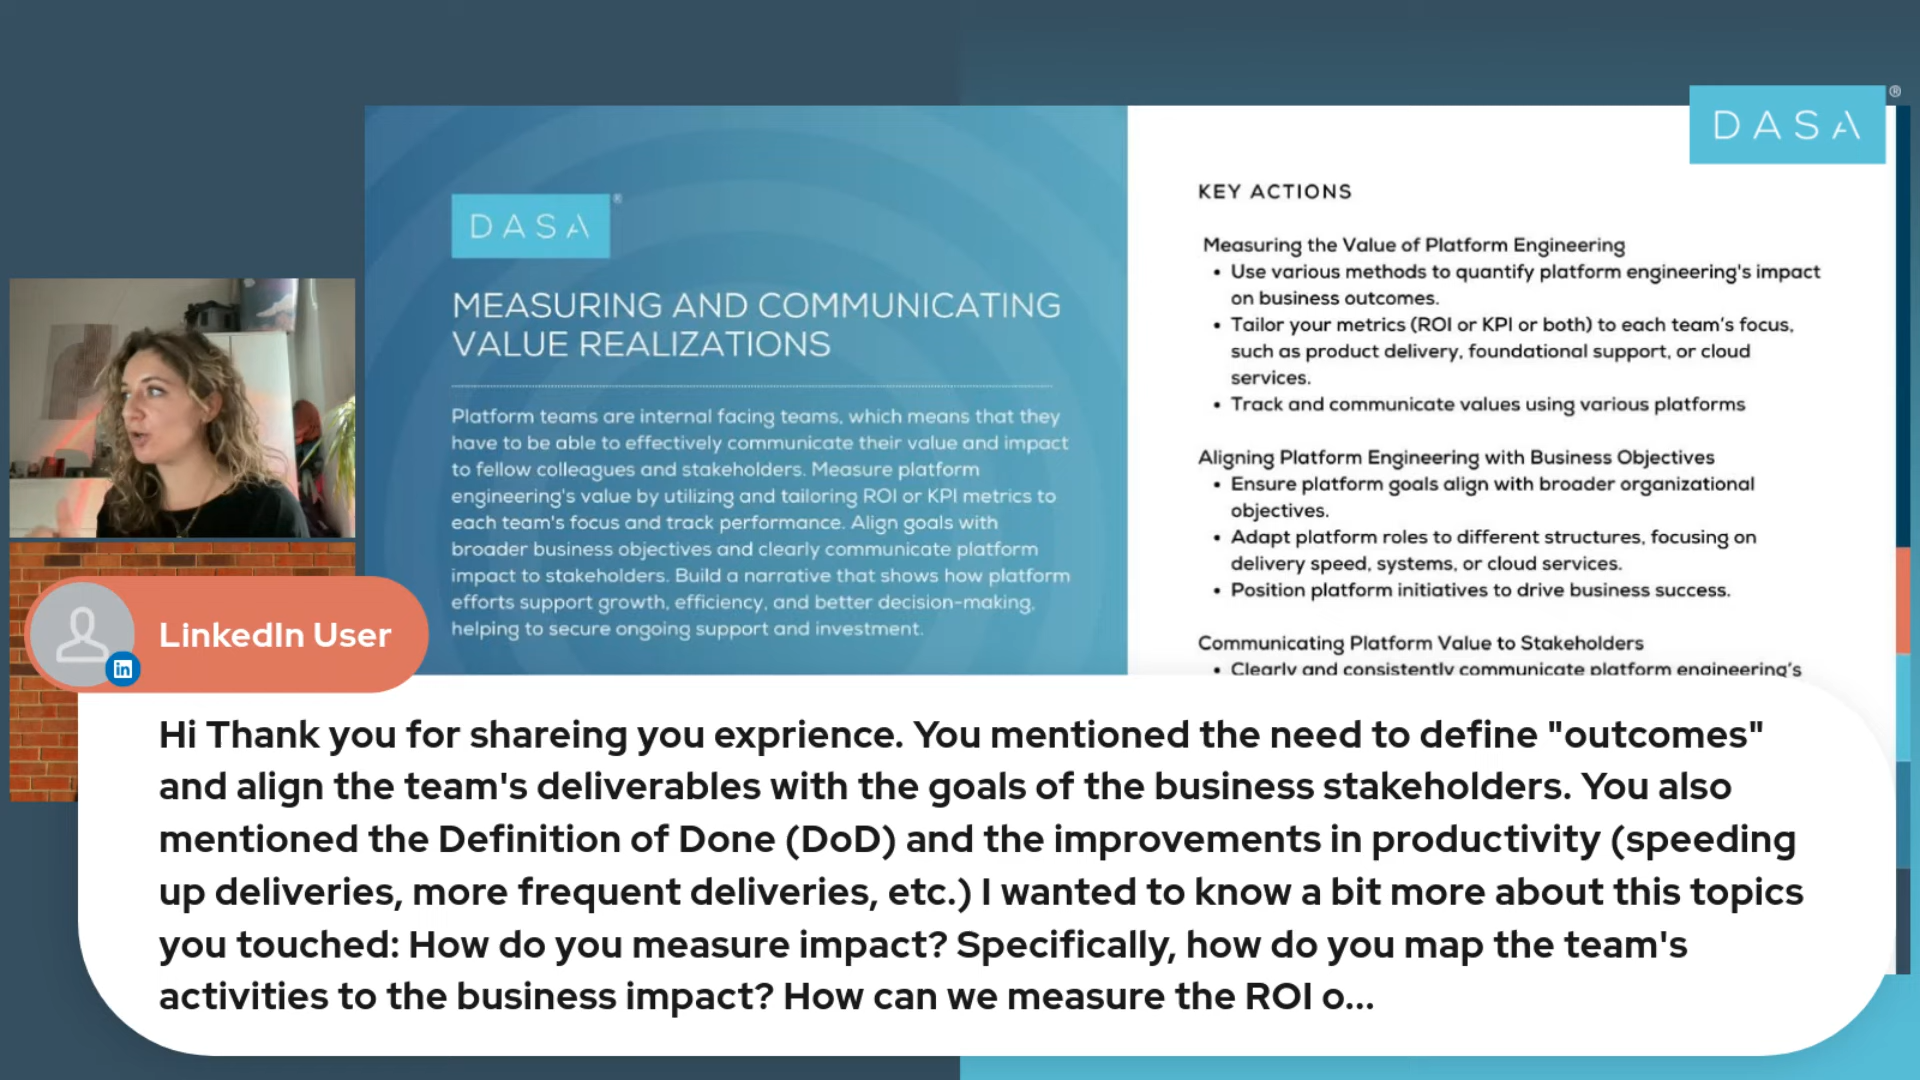 DASA
®
DASA
®
MEASURING AND COMMUNICATING
VALUE REALIZATIONS
Platform teams are internal facing teams, which means that they
have to be able to effectively communicate their value and impact
to fellow colleagues and stakeholders. Measure platform
engineering's value by utilizing and tailoring ROI or KPI metrics to
each team's focus and track performance. Align goals with
broader business objectives and clearly communicate platform
impact to stakeholders. Build a narrative that shows how platform
efforts support growth, efficiency, and better decision-making,
helping to secure ongoing support and investment.
KEY ACTIONS
Measuring the Value of Platform Engineering
• Use various methods to quantify platform engineering's impact
on business outcomes.
• Tailor your metrics (ROI or KPI or both) to each team's focus,
such as product delivery, foundational support, or cloud
services.
• Track and communicate values using various platforms
Aligning Platform Engineering with Business Objectives
• Ensure platform goals align with broader organizational
objectives.
• Adapt platform roles to different structures, focusing on
delivery speed, systems, or cloud services.
• Position platform initiatives to drive business success.
Communicating Platform Value to Stakeholders
• Clearly and consistently communicate platform engineering's
LinkedIn User
in
Hi Thank you for shareing you exprience. You mentioned the need to define "outcomes"
and align the team's deliverables with the goals of the business stakeholders. You also
mentioned the Definition of Done (DoD) and the improvements in productivity (speeding
up deliveries, more frequent deliveries, etc.) I wanted to know a bit more about this topics
you touched: How do you measure impact? Specifically, how do you map the team's
activities to the business impact? How can we measure the ROI o...